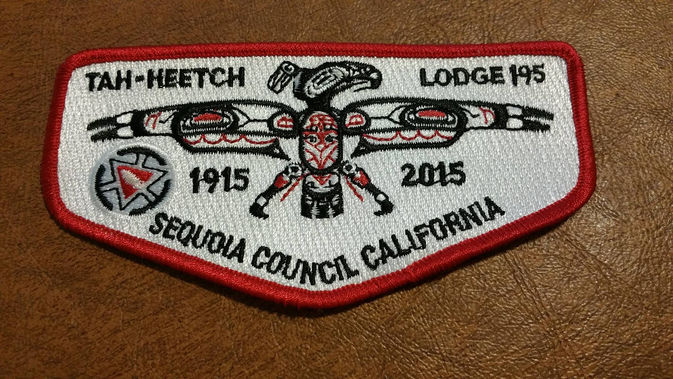 TAH-HEETCH LODGE 195
1915 2015
SEQUOIA COUNCIL CALIFORNIA